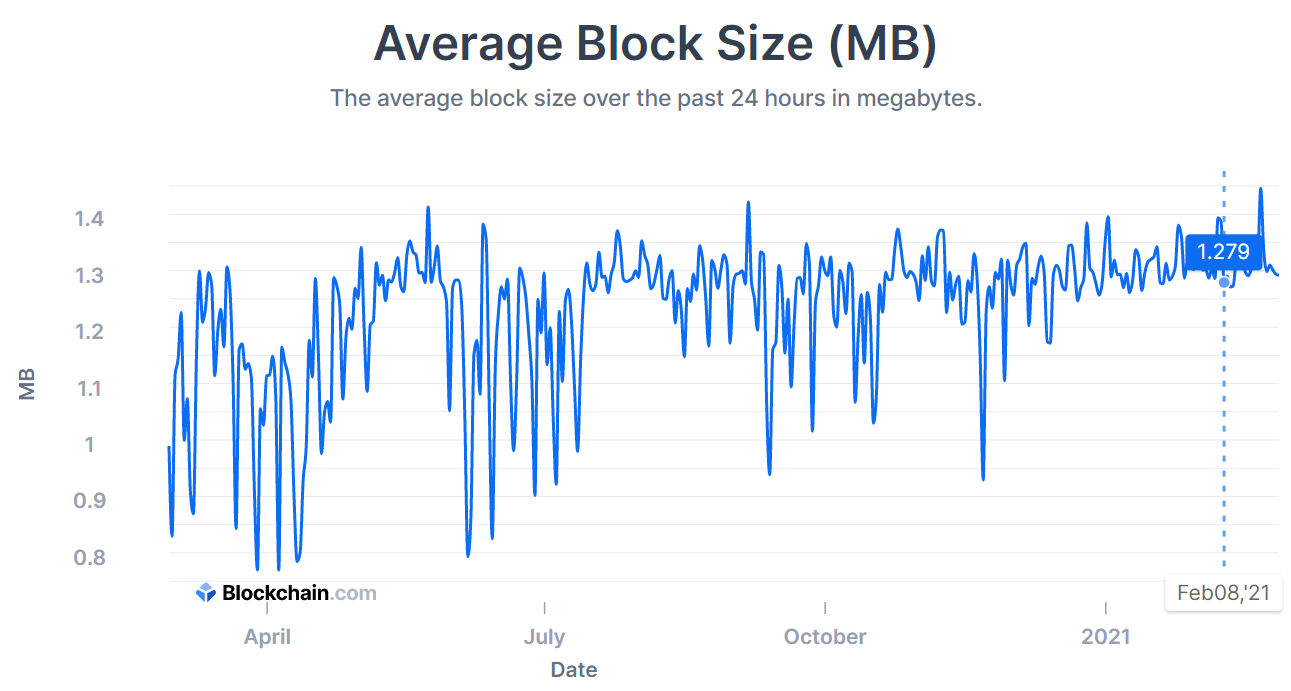 Average Block Size (MB)
The average block size over the past 24 hours in megabytes.
1.4
1.3
1.279
1.2
1.1
MB
1
0.9
0.8
Blockchain.com
Feb08,'21
April
July
October
2021
Date